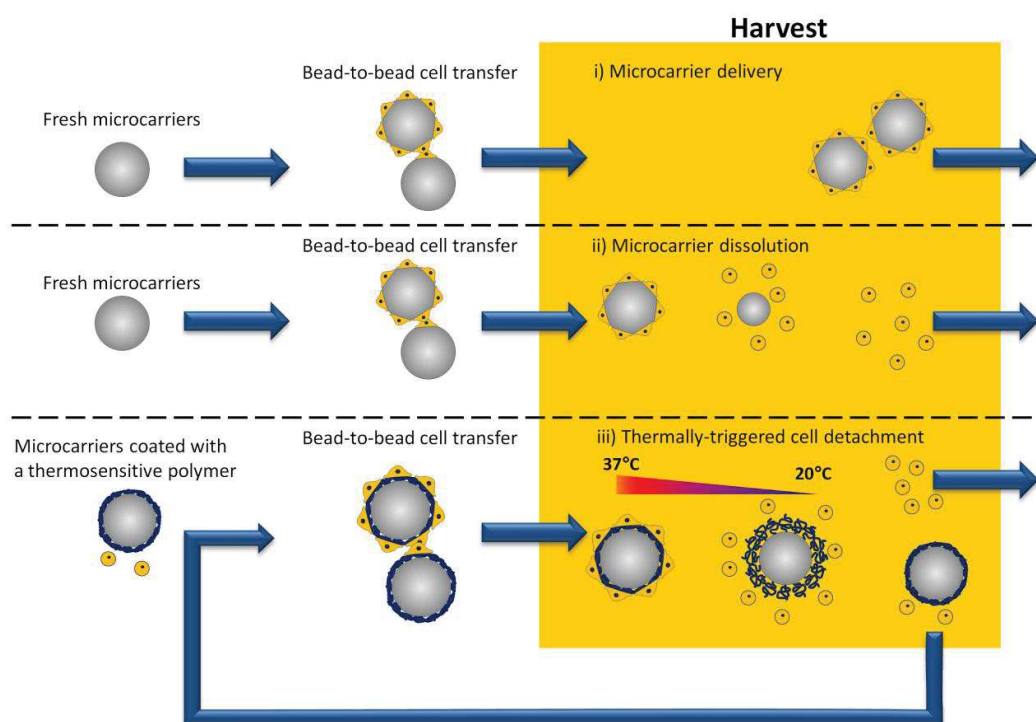 Harvest
Fresh microcarriers
Bead-to-bead cell transfer
i) Microcarrier delivery
Fresh microcarriers
Bead-to-bead cell transfer
ii) Microcarrier dissolution
Microcarriers coated with
a thermosensitive polymer
Bead-to-bead cell transfer
iii) Thermally-triggered cell detachment
37°C
20°C